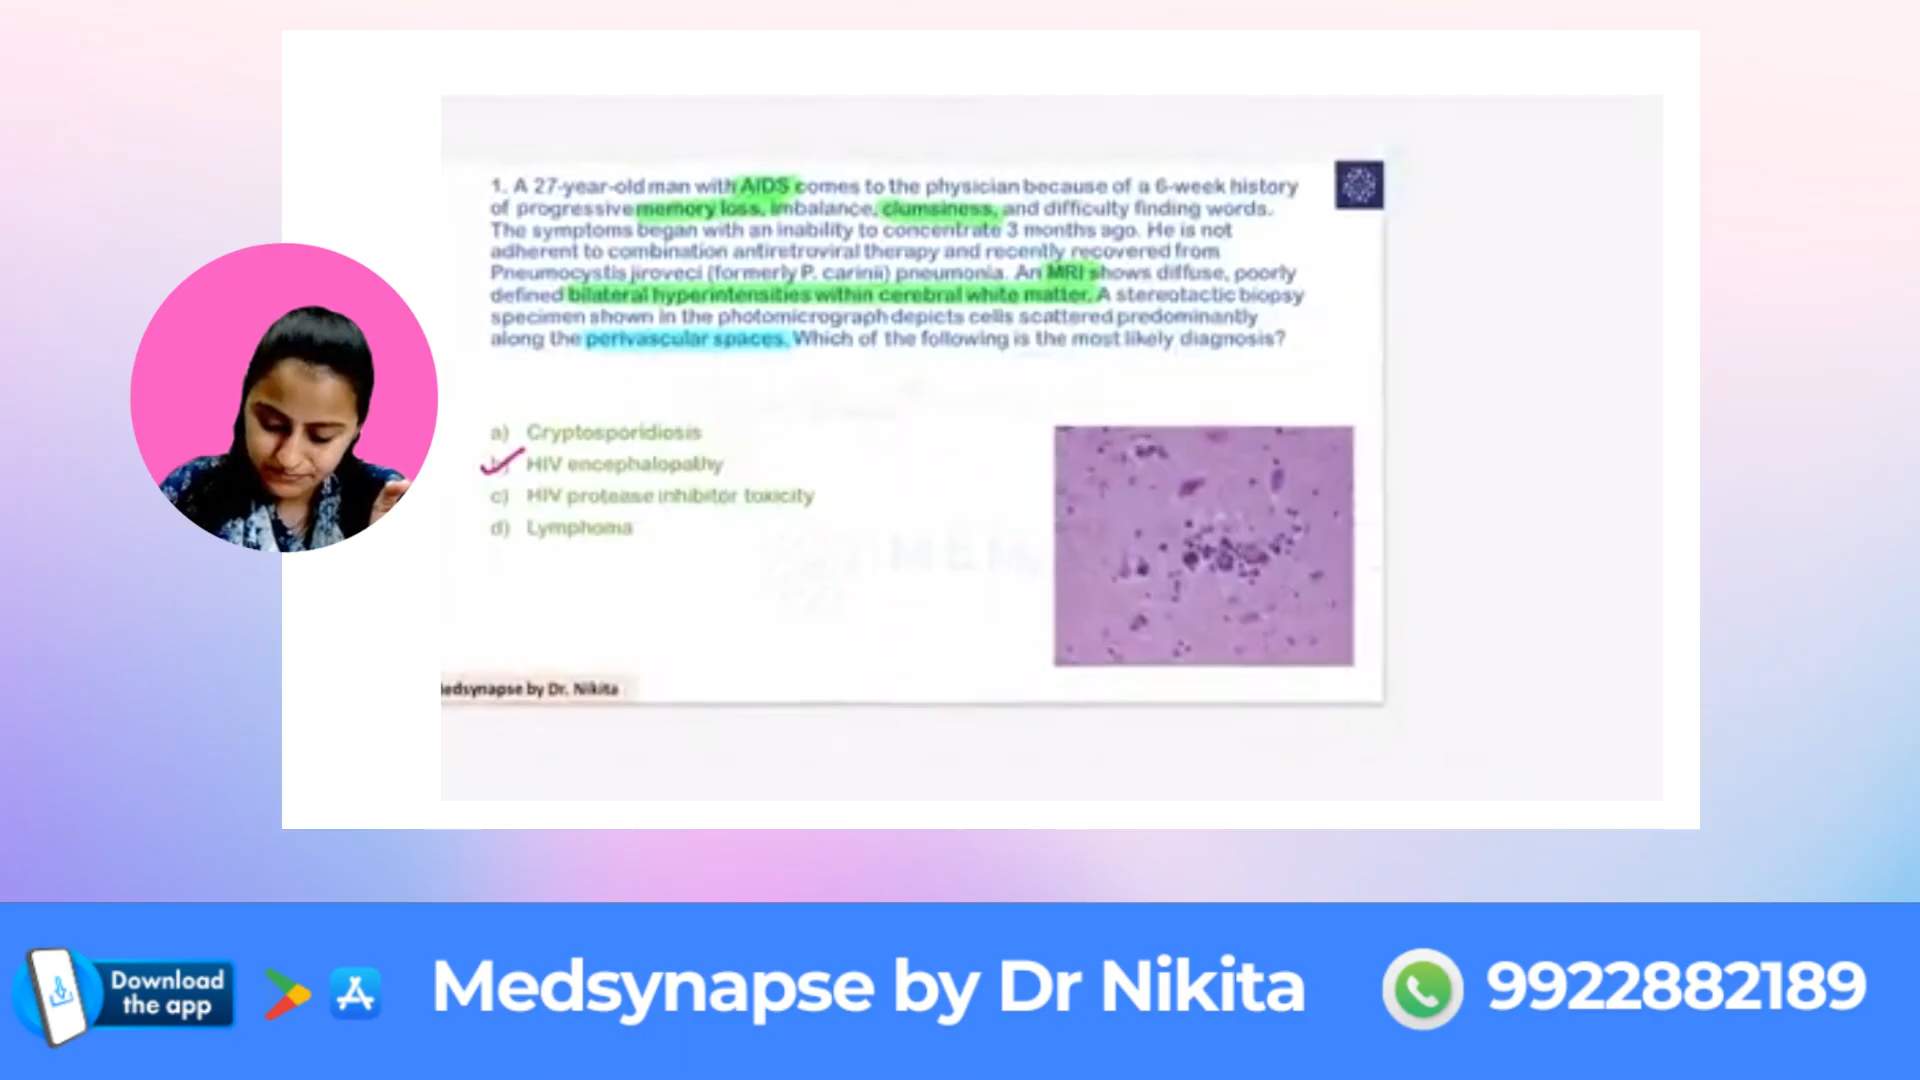 1. A 27-year-old man with AIDS comes to the physician because of a 6-week history
of progressive memory loss, imbalance, clumsiness, and difficulty finding words.
The symptoms began with an inability to concentrate 3 months ago. He is not
adherent to combination antiretroviral therapy and recently recovered from
Pneumocystis jiroveci (formerly P. carinii) pneumonia. An MRI shows diffuse, poorly
defined bilateral hyperintensities within cerebral white matter. A stereotactic biopsy
specimen shown in the photomicrograph depicts cells scattered predominantly
along the perivascular spaces. Which of the following is the most likely diagnosis?
a) Cryptosporidiosis
HIV encephalopathy
c) HIV protease inhibitor toxicity
d) Lymphoma
edsynapse by Dr. Nikita
Download
the app
Medsynapse by Dr Nikita
9922882189